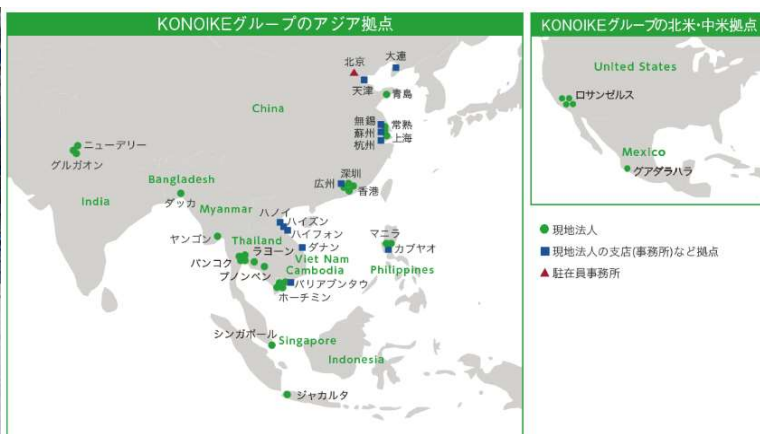 KONOIKEグループのアジア拠点
北京
大連
天津
青島
China
無錫
常熟
蘇州
上海
杭州
ニューデリー
グルガオン
深圳
広州
香港
Bangladesh
India
ダッカ
Myanmar
ハノイ
ハイズン
ハイフォン
マニラ
ヤンゴン
Thailand
ラヨーン
ダナン
カブヤオ
バンコク
Viet Nam
Cambodia
Philippines
プノンペン
バリアブンタウ
ホーチミン
シンガポール
Singapore
Indonesia
ジャカルタ
KONOIKEグループの北米・中米拠点
United States
ロサンゼルス
Mexico
グアダラハラ
現地法人
現地法人の支店(事務所)など拠点
駐在員事務所